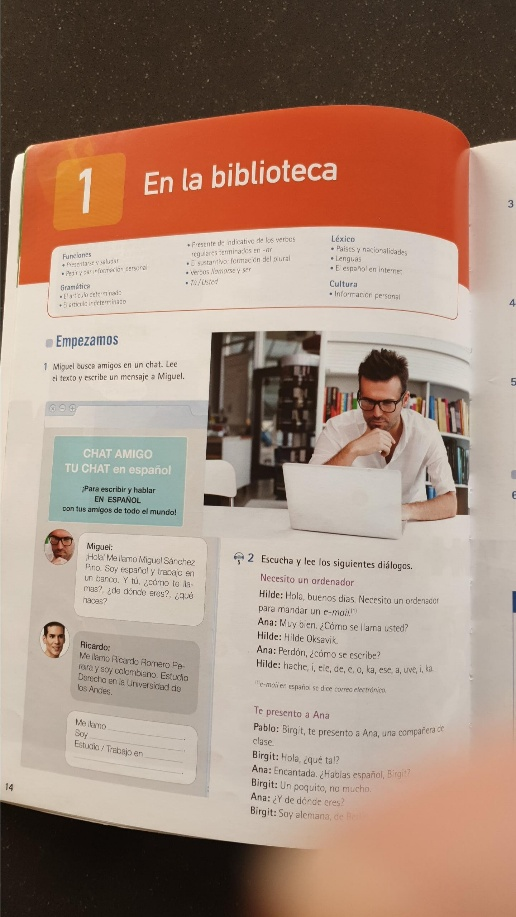 1
En la biblioteca
Funciones
• Presentarse y saludar
• Pedir y dar información personal
Gramática
• El artículo determinado
• El artículo indeterminado
• Presente de indicativo de los verbos
regulares terminados en -ar
• El sustantivo: formación del plural
• Verbos llamarse y ser
• Tú / Usted
Léxico
• Países y nacionalidades
• Lenguas
• El español en internet
Cultura
• Información personal
Empezamos
1 Miguel busca amigos en un chat. Lee
el texto y escribe un mensaje a Miguel.
CHAT AMIGO
TU CHAT en español
¡Para escribir y hablar
EN ESPAÑOL
con tus amigos de todo el mundo!
Miguel:
¡Hola! Me llamo Miguel Sánchez
Pino. Soy español y trabajo en
un banco. Y tú, ¿cómo te lla-
mas?, ¿de dónde eres?, ¿qué
haces?
Ricardo:
Me llamo Ricardo Romero Pe-
reira y soy colombiano. Estudio
Derecho en la Universidad de
los Andes.
Me llamo
Soy
Estudio / Trabajo en
14
2 Escucha y lee los siguientes diálogos.
Necesito un ordenador
Hilde: Hola, buenos días. Necesito un ordenador
para mandar un e-mail.(*)
Ana: Muy bien. ¿Cómo se llama usted?
Hilde: Hilde Oksavik.
Ana: Perdón, ¿cómo se escribe?
Hilde: hache, i, ele, de, e, o, ka, ese, a, uve, i, ka.
(*)e-mail en español se dice correo electrónico.
Te presento a Ana
Pablo: Birgit, te presento a Ana, una compañera de
clase.
Birgit: Hola, ¿qué tal?
Ana: Encantada. ¿Hablas español, Birgit?
Birgit: Un poquito, no mucho.
Ana: ¿Y de dónde eres?
Birgit: Soy alemana, de
3
4
5
6